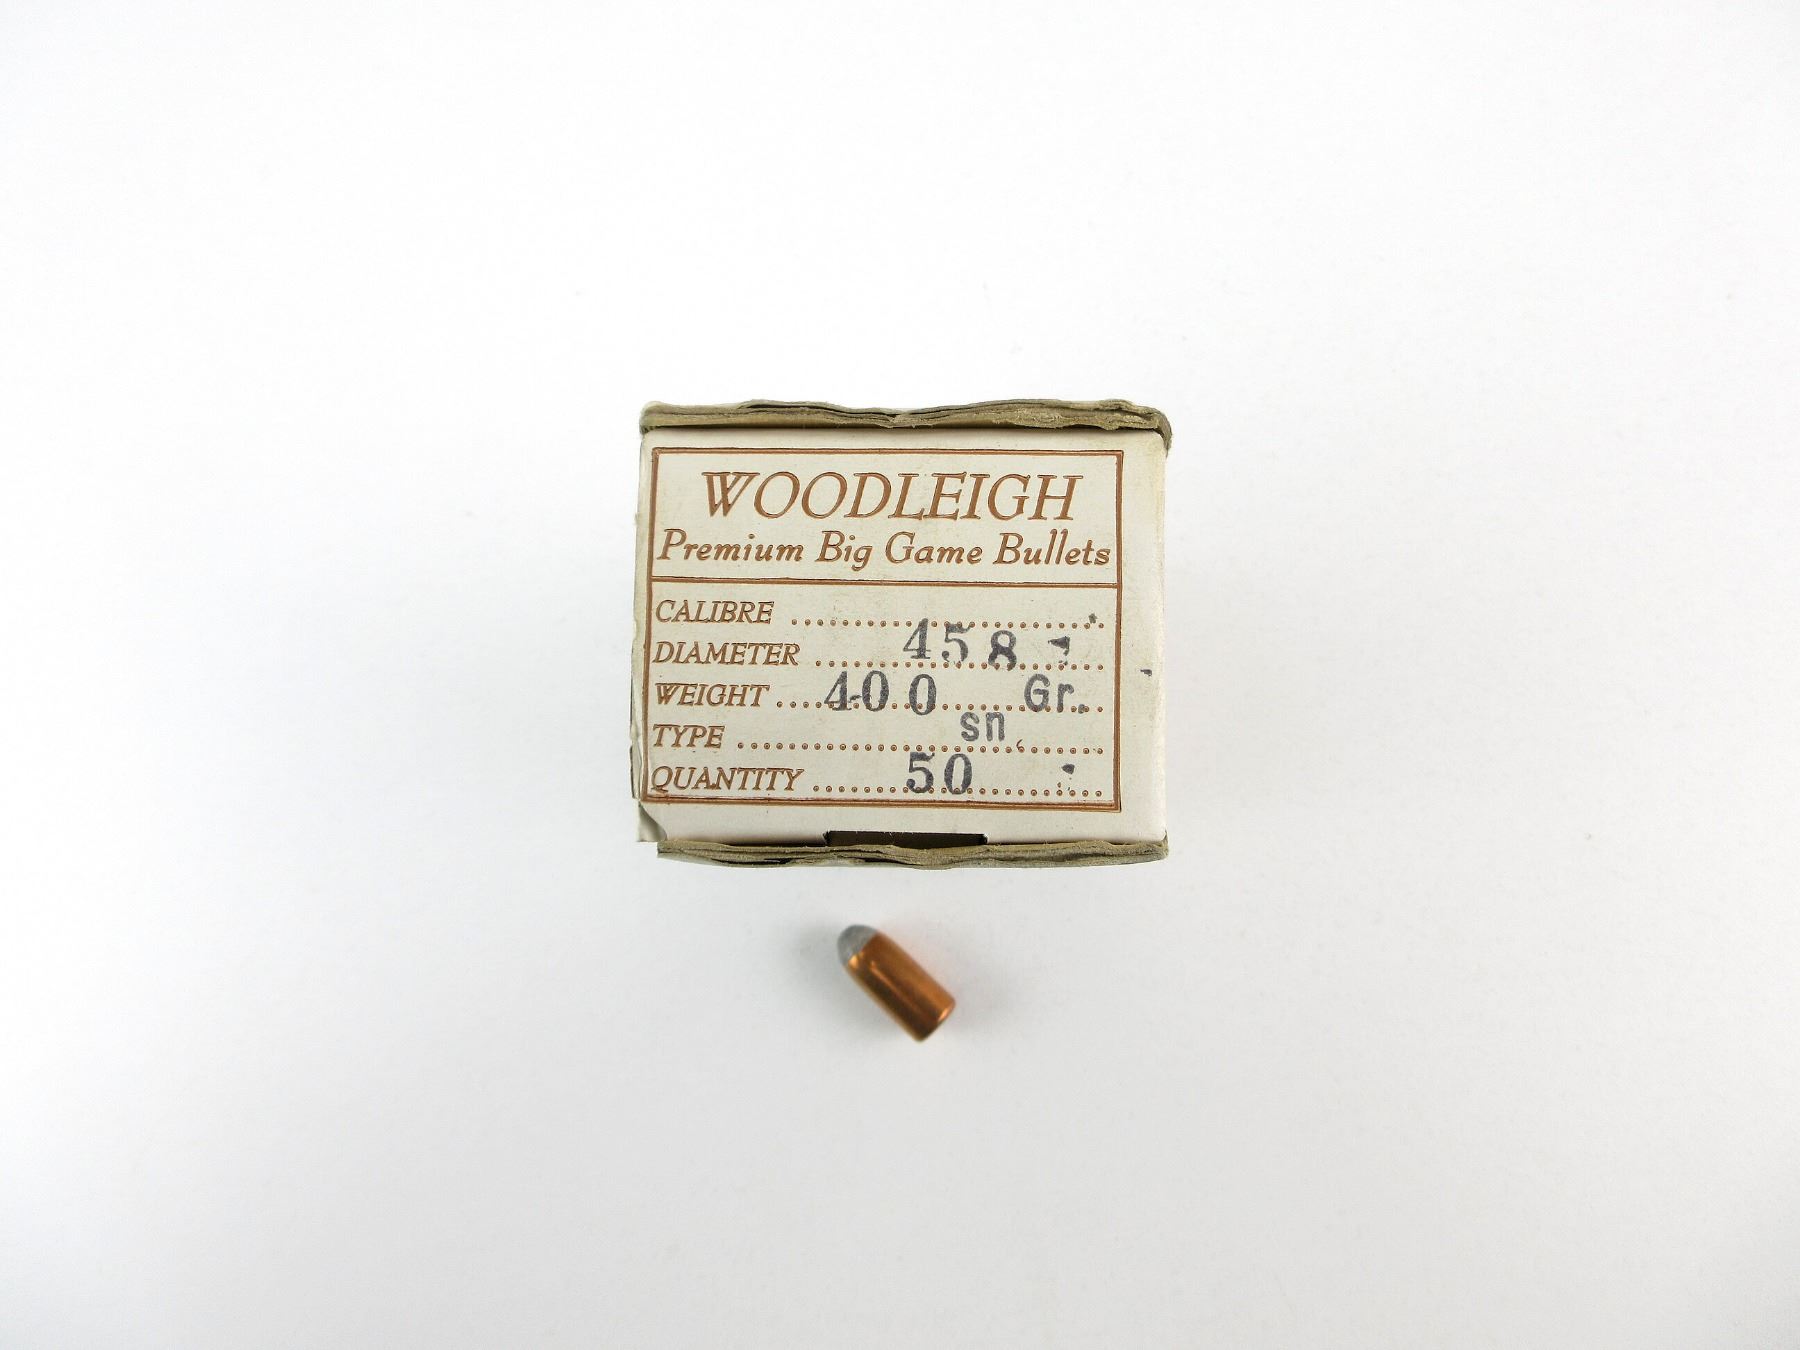 WOODLEIGH
Premium Big Game Bullets
CALIBRE ..........................
DIAMETER ........458........
WEIGHT ....400........Gr...
TYPE ..................sn........
QUANTITY ........50........